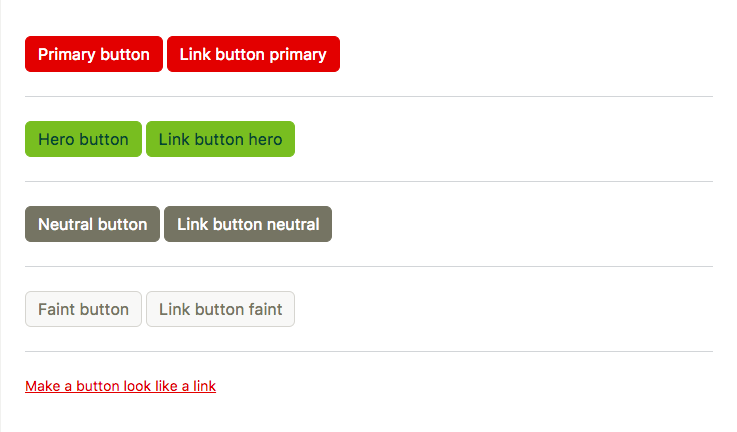 Primary button Link button primary
Hero button Link button hero
Neutral button Link button neutral
Faint button Link button faint
Make a button look like a link